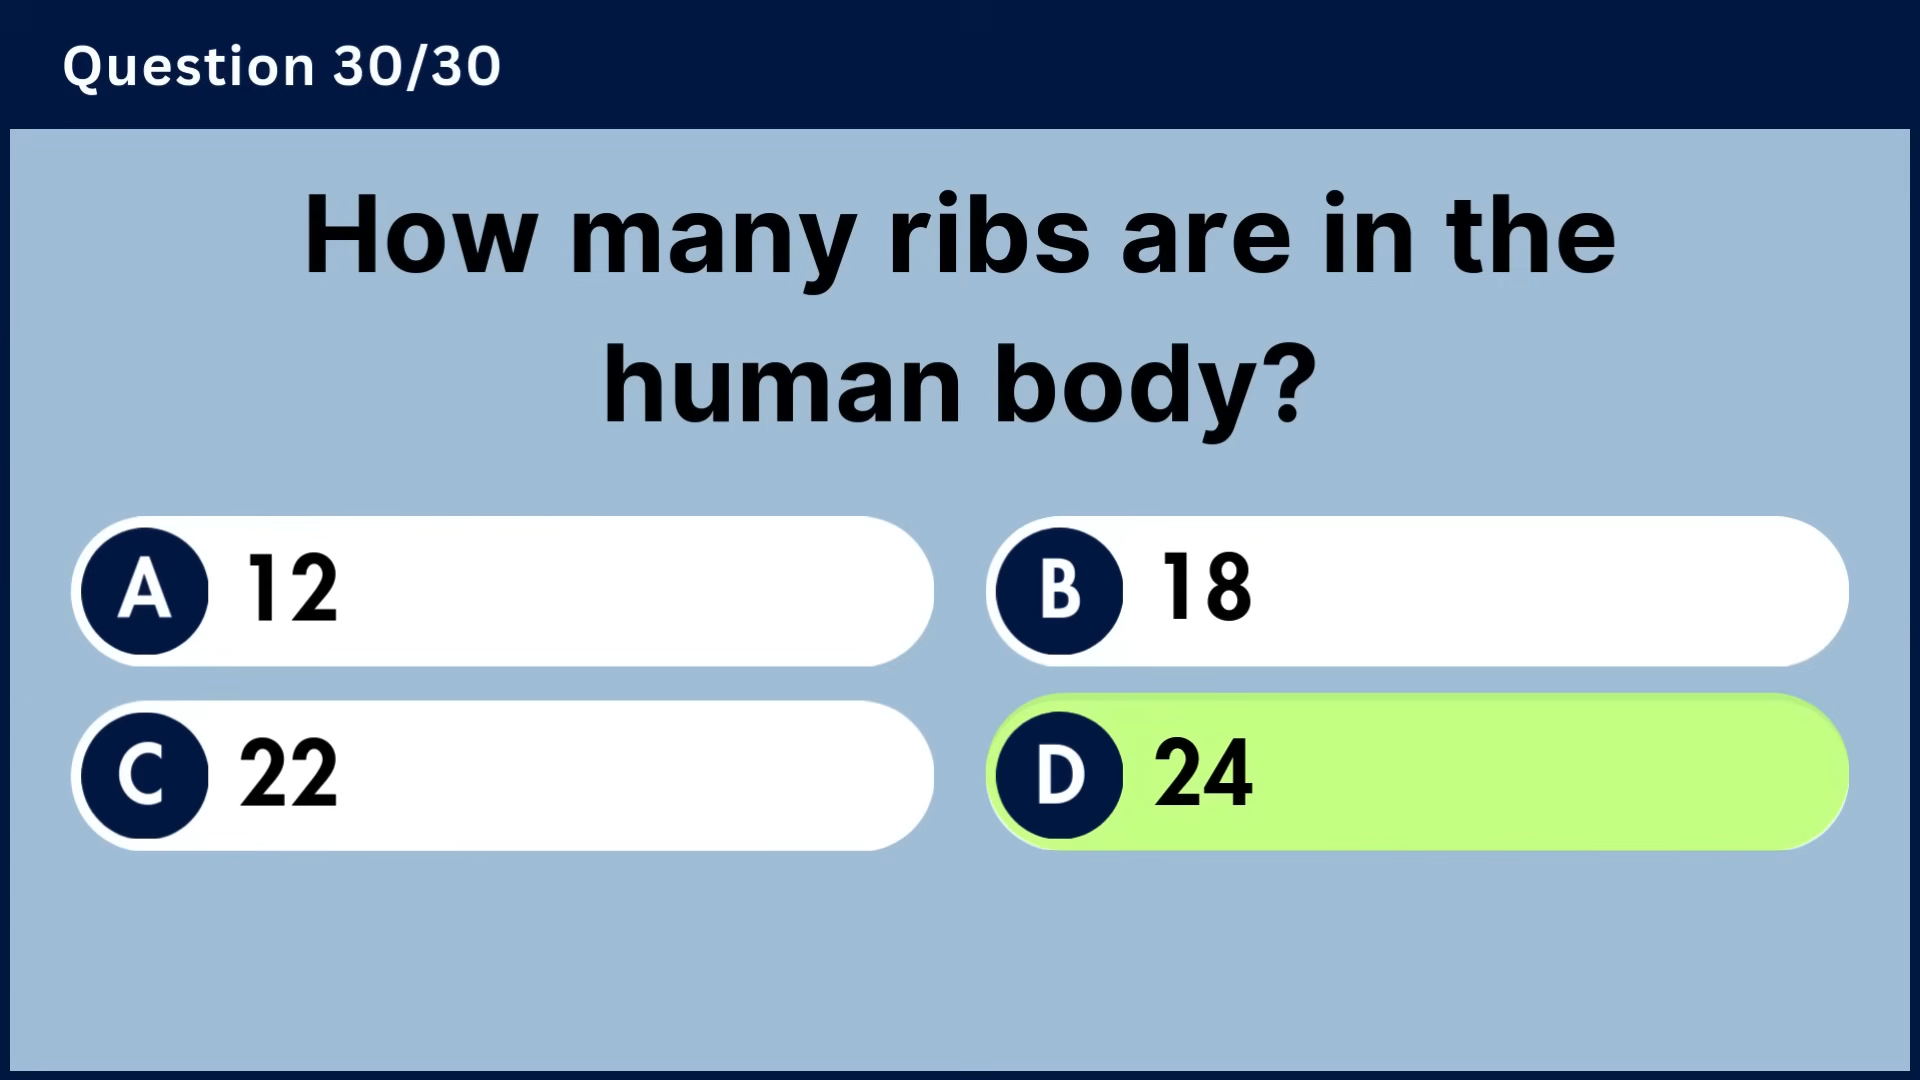 Question 30/30
How many ribs are in the
human body?
A 12
B 18
C 22
D 24